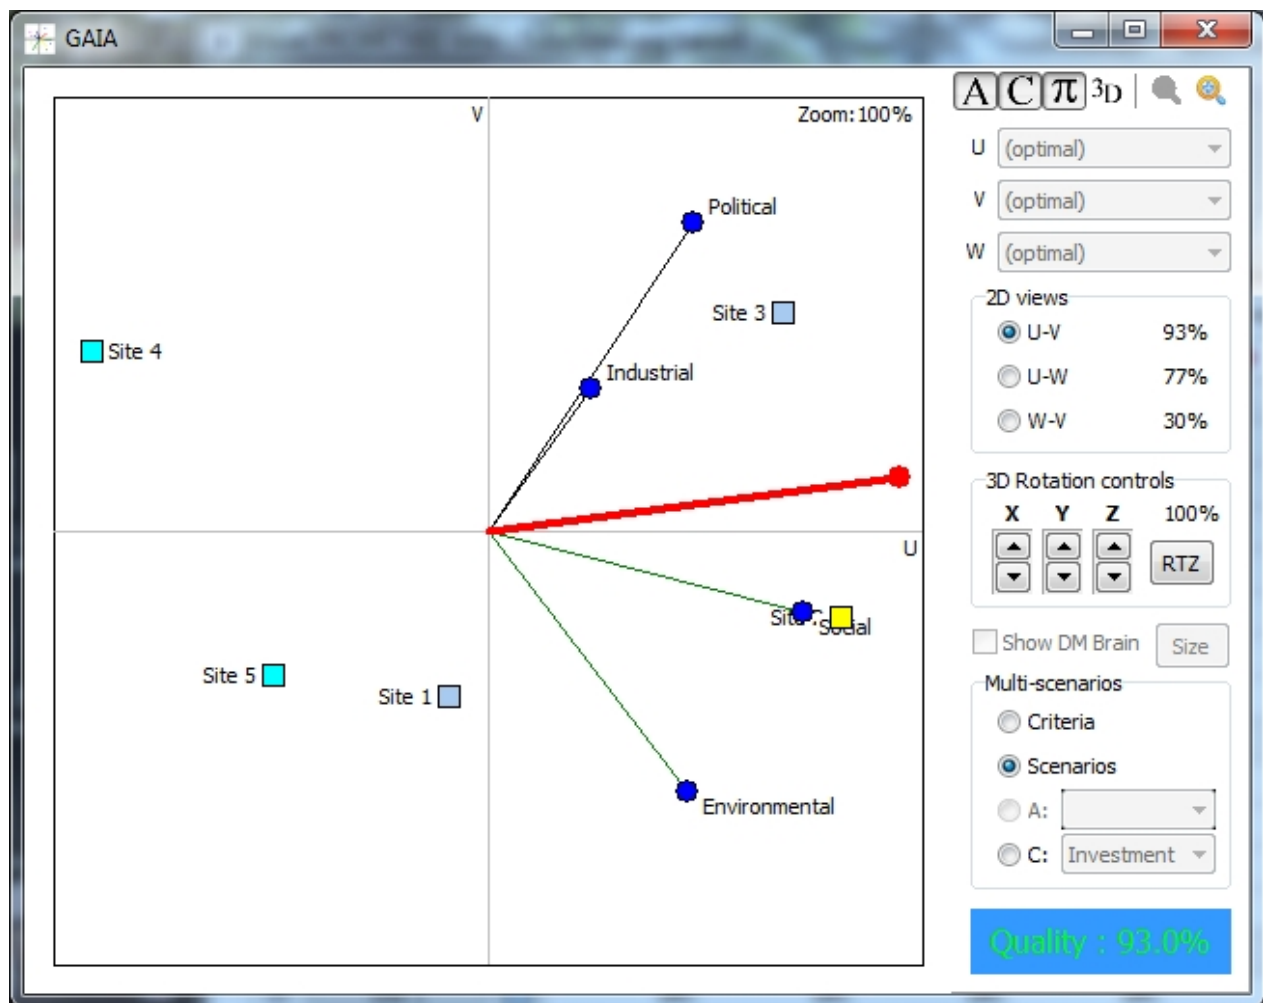 GAIA
A C π 3D
V
Zoom: 100%
U (optimal)
V (optimal)
W (optimal)
2D views
U-V 93%
U-W 77%
W-V 30%
3D Rotation controls
X Y Z 100%
RTZ
Show DM Brain Size
Multi-scenarios
Criteria
Scenarios
A:
C: Investment
Quality : 93.0%
Political
Site 3
Site 4
Industrial
U
Social
Site 5
Site 1
Environmental